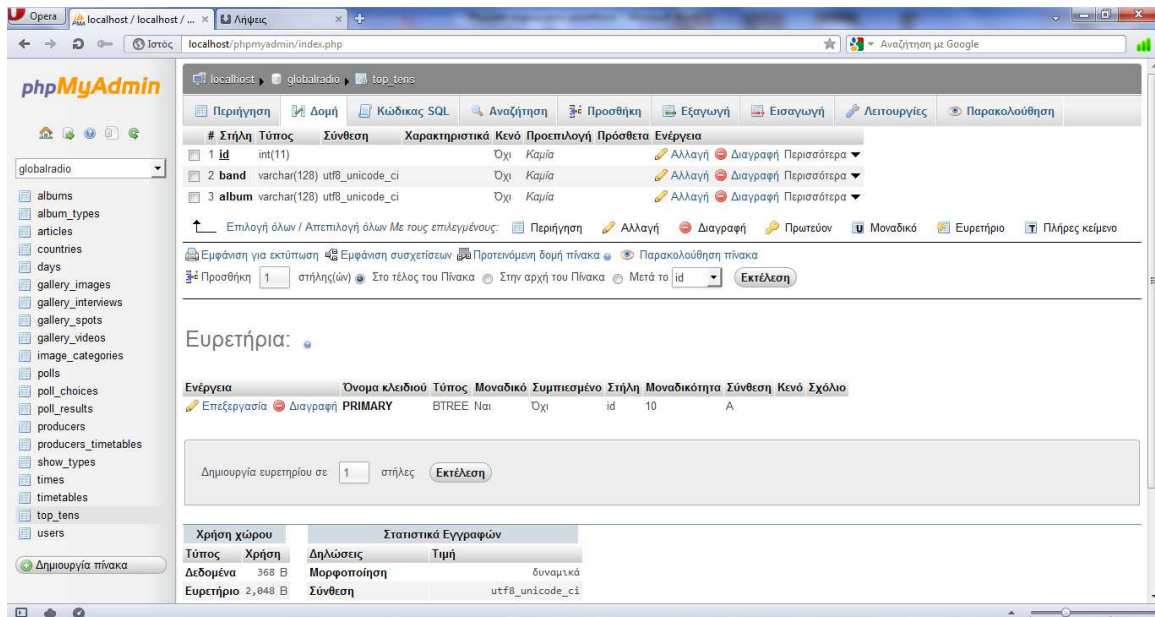 Opera
localhost / localhost / ...
Λήψεις
Ιστός
localhost/phpmyadmin/index.php
Αναζήτηση με Google
phpMyAdmin
globalradio
albums
album_types
articles
countries
days
gallery_images
gallery_interviews
gallery_spots
gallery_videos
image_categories
polls
poll_choices
poll_results
producers
producers_timetables
show_types
times
timetables
top_tens
users
Δημιουργία πίνακα
localhost ▸ globalradio ▸ top_tens
Περιήγηση Δομή Κώδικας SQL Αναζήτηση Προσθήκη Εξαγωγή Εισαγωγή Λειτουργίες Παρακολούθηση
# Στήλη Τύπος Σύνθεση Χαρακτηριστικά Κενό Προεπιλογή Πρόσθετα Ενέργεια
1 id int(11) Όχι Καμία Αλλαγή Διαγραφή Περισσότερα
2 band varchar(128) utf8_unicode_ci Όχι Καμία Αλλαγή Διαγραφή Περισσότερα
3 album varchar(128) utf8_unicode_ci Όχι Καμία Αλλαγή Διαγραφή Περισσότερα
Επιλογή όλων / Απεπιλογή όλων Με τους επιλεγμένους: Περιήγηση Αλλαγή Διαγραφή Πρωτεύον Μοναδικό Ευρετήριο Πλήρες κείμενο
Εμφάνιση για εκτύπωση Εμφάνιση συσχετίσεων Προτεινόμενη δομή πίνακα Παρακολούθηση πίνακα
Προσθήκη 1 στήλης(ών) Στο τέλος του Πίνακα Στην αρχή του Πίνακα Μετά το id Εκτέλεση
Ευρετήρια:
Ενέργεια Όνομα κλειδιού Τύπος Μοναδικό Συμπιεσμένο Στήλη Μοναδικότητα Σύνθεση Κενό Σχόλιο
Επεξεργασία Διαγραφή PRIMARY BTREE Ναι Όχι id 10 A
Δημιουργία ευρετηρίου σε 1 στήλες Εκτέλεση
Χρήση χώρου
Τύπος Χρήση
Δεδομένα 368 B
Ευρετήριο 2,048 B
Στατιστικά Εγγραφών
Δηλώσεις Τιμή
Μορφοποίηση δυναμικά
Σύνθεση utf8_unicode_ci